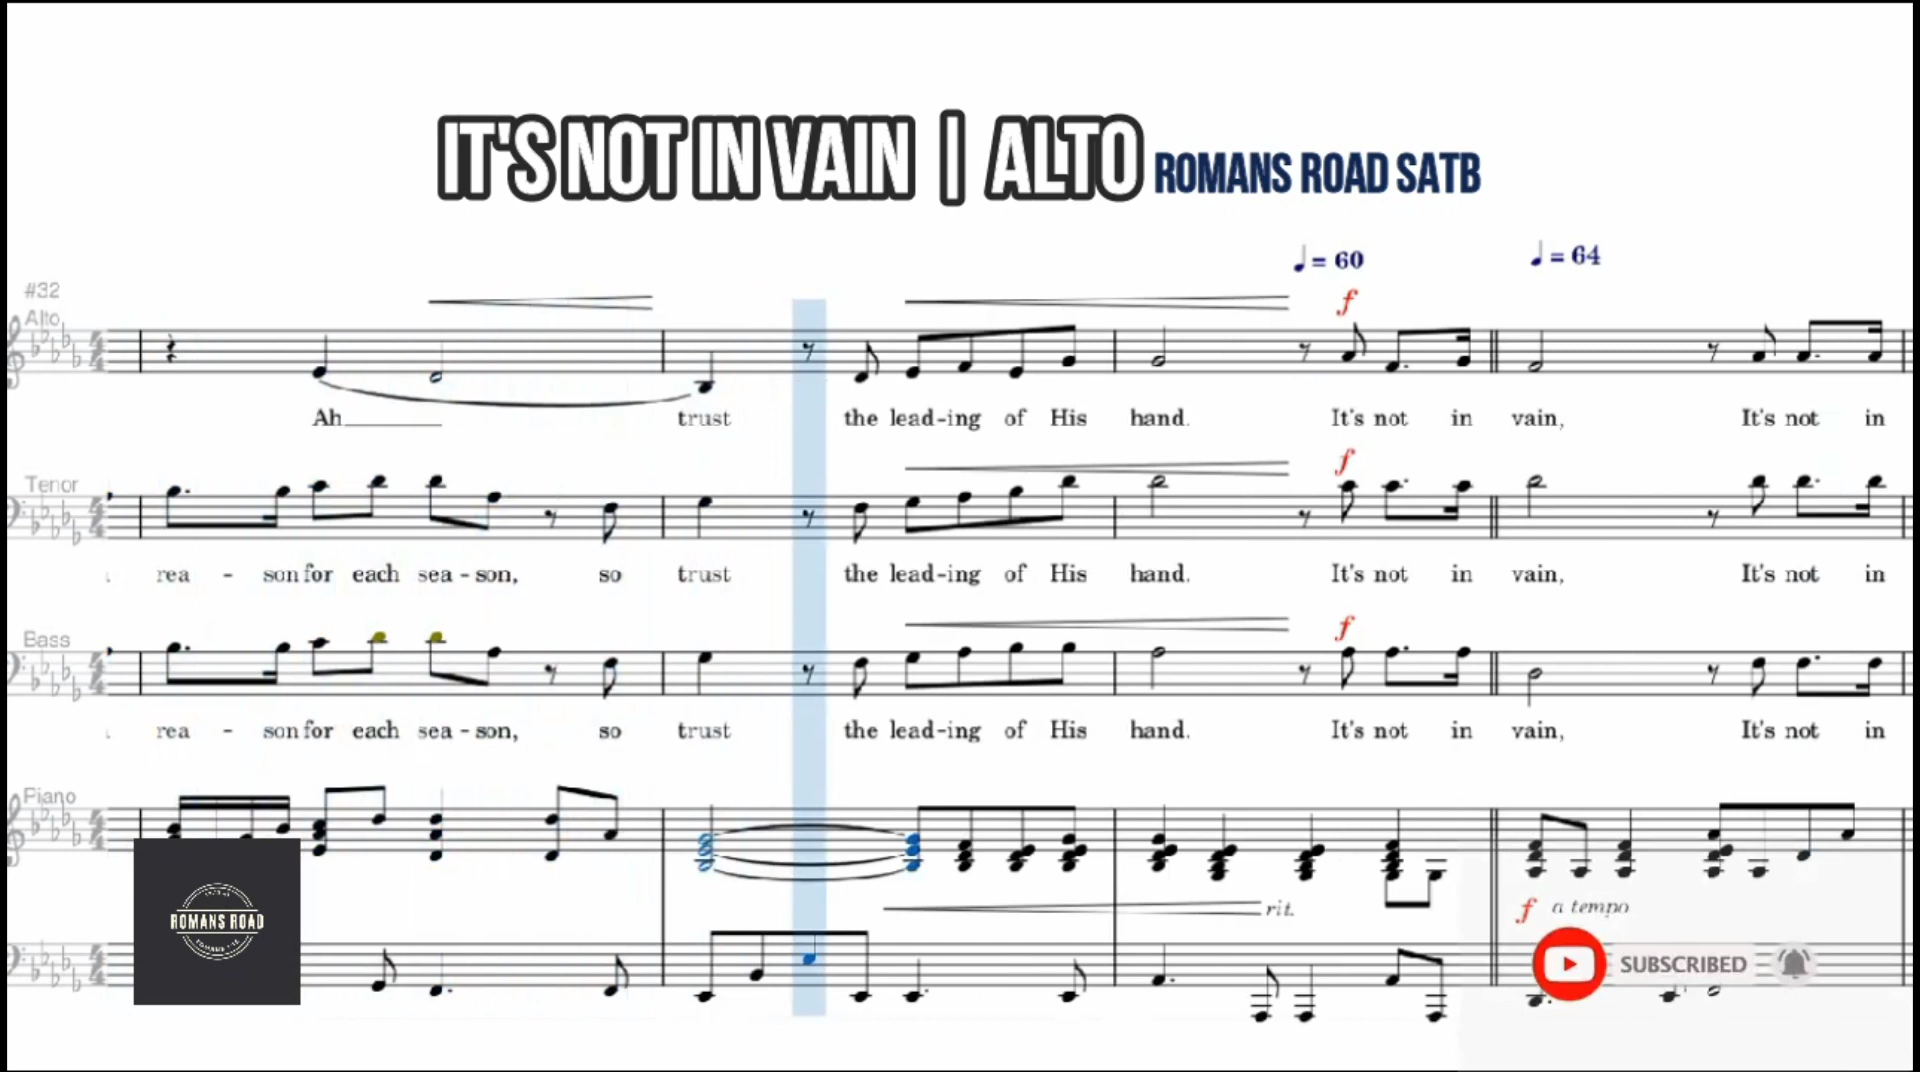 IT'S NOT IN VAIN | ALTO ROMANS ROAD SATB
♩ = 60 ♩ = 64
#32
Alto
f
Ah trust the lead-ing of His hand. It's not in vain, It's not in
Tenor
f
rea - son for each sea - son, so trust the lead-ing of His hand. It's not in vain, It's not in
Bass
f
rea - son for each sea - son, so trust the lead-ing of His hand. It's not in vain, It's not in
Piano
rit. f a tempo
ROMANS ROAD
SUBSCRIBED